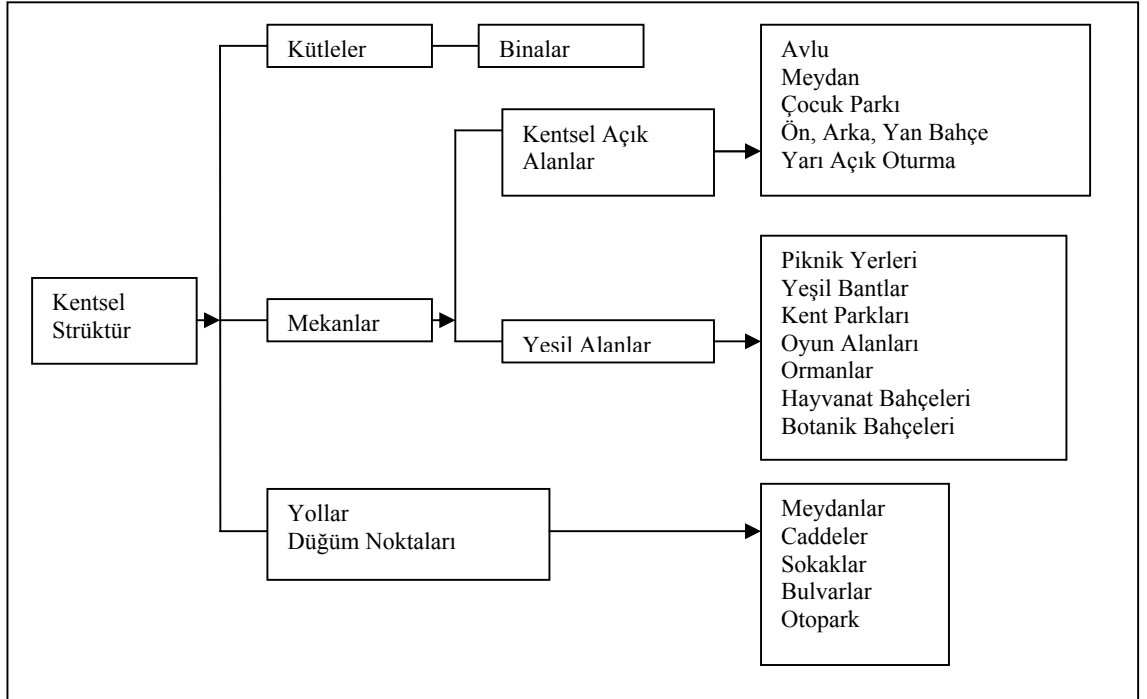 Kütleler
Binalar
Avlu
Meydan
Çocuk Parkı
Ön, Arka, Yan Bahçe
Yarı Açık Oturma
Kentsel Açık
Alanlar
Kentsel
Strüktür
Mekanlar
Yesil Alanlar
Piknik Yerleri
Yeşil Bantlar
Kent Parkları
Oyun Alanları
Ormanlar
Hayvanat Bahçeleri
Botanik Bahçeleri
Yollar
Düğüm Noktaları
Meydanlar
Caddeler
Sokaklar
Bulvarlar
Otopark